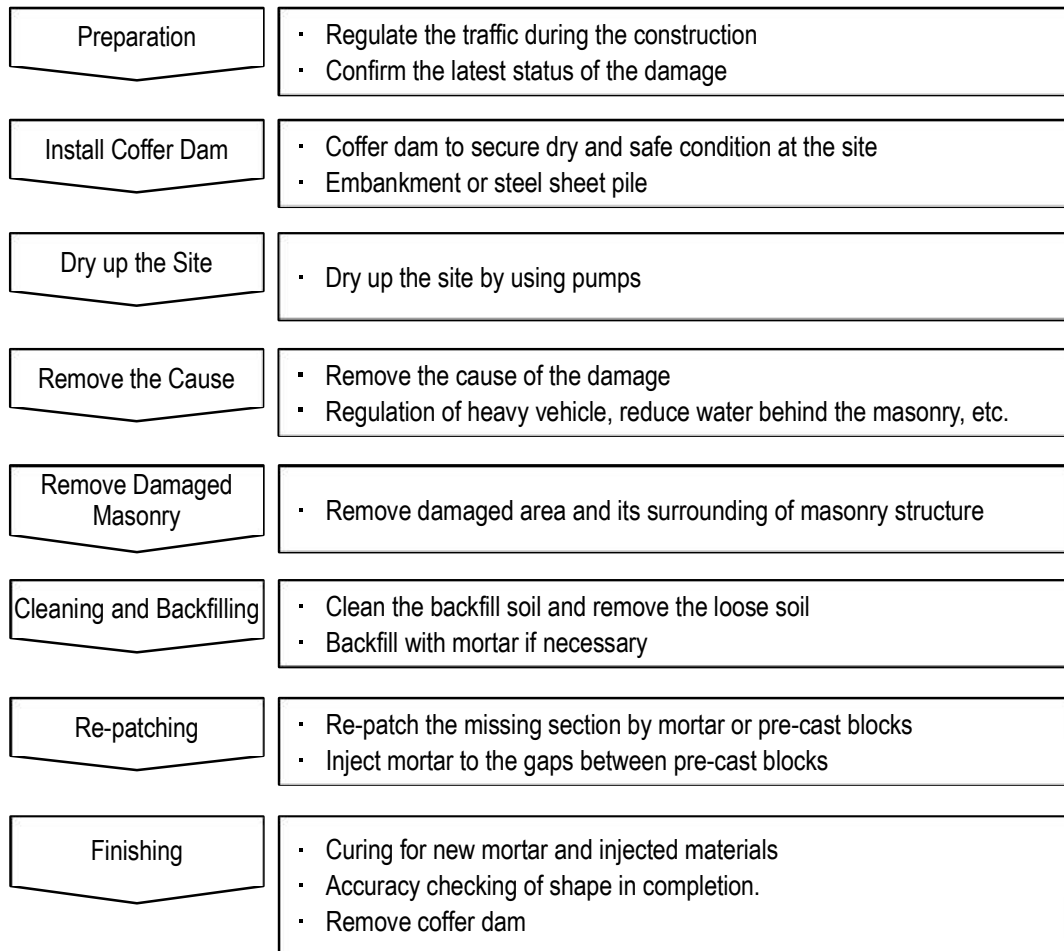 Preparation
· Regulate the traffic during the construction
· Confirm the latest status of the damage
Install Coffer Dam
· Coffer dam to secure dry and safe condition at the site
· Embankment or steel sheet pile
Dry up the Site
· Dry up the site by using pumps
Remove the Cause
· Remove the cause of the damage
· Regulation of heavy vehicle, reduce water behind the masonry, etc.
Remove Damaged
Masonry
· Remove damaged area and its surrounding of masonry structure
Cleaning and Backfilling
· Clean the backfill soil and remove the loose soil
· Backfill with mortar if necessary
Re-patching
· Re-patch the missing section by mortar or pre-cast blocks
· Inject mortar to the gaps between pre-cast blocks
Finishing
· Curing for new mortar and injected materials
· Accuracy checking of shape in completion.
· Remove coffer dam